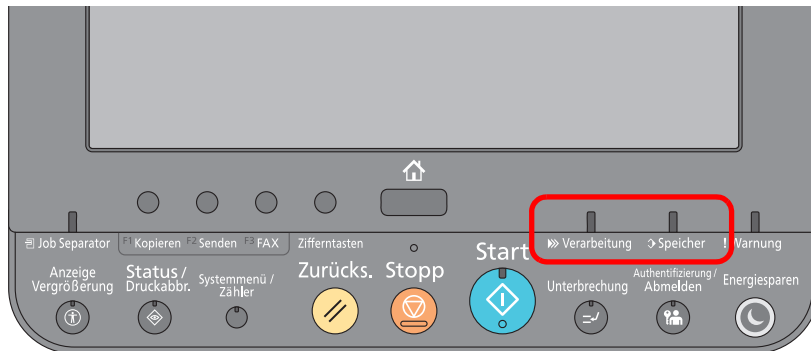 Job Separator
F1 Kopieren F2 Senden F3 FAX
Zifferntasten
Start
Verarbeitung
Speicher
! Warnung
Anzeige
Vergrößerung
Status /
Druckabbr.
Systemmenü /
Zähler
Zurücks.
Stopp
Unterbrechung
Authentifizierung /
Abmelden
Energiesparen